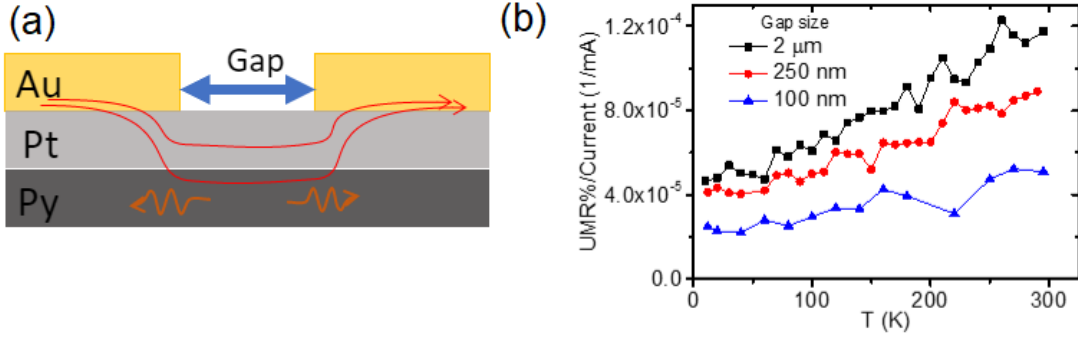 (a)
Au
Gap
Pt
Py
(b)
UMR%/Current (1/mA)
1.2x10⁻⁴
8.0x10⁻⁵
4.0x10⁻⁵
0.0
Gap size
2 μm
250 nm
100 nm
0
100
200
300
T (K)